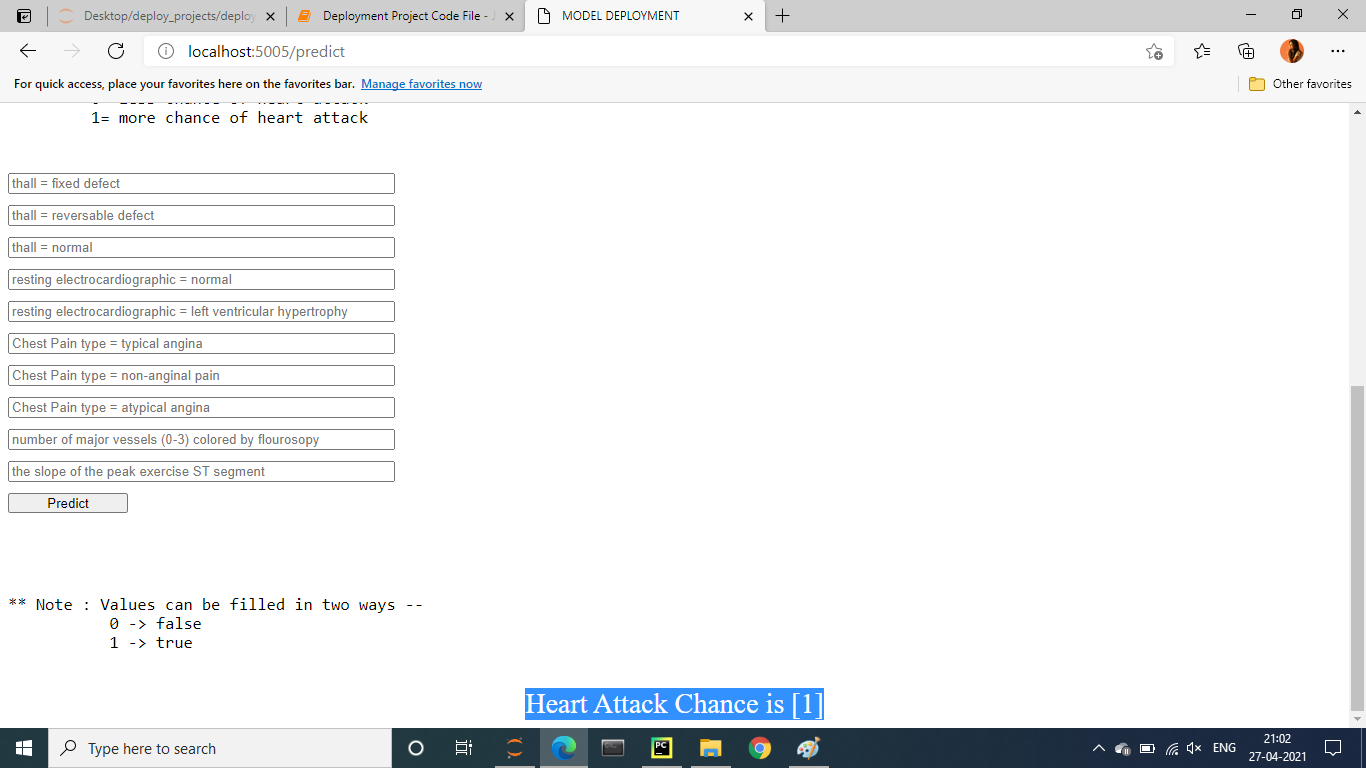 Desktop/deploy_projects/deploy
Deployment Project Code File - J
MODEL DEPLOYMENT
localhost:5005/predict
For quick access, place your favorites here on the favorites bar. Manage favorites now
Other favorites
1= more chance of heart attack
thall = fixed defect
thall = reversable defect
thall = normal
resting electrocardiographic = normal
resting electrocardiographic = left ventricular hypertrophy
Chest Pain type = typical angina
Chest Pain type = non-anginal pain
Chest Pain type = atypical angina
number of major vessels (0-3) colored by flourosopy
the slope of the peak exercise ST segment
Predict
** Note : Values can be filled in two ways --
0 -> false
1 -> true
Heart Attack Chance is [1]
Type here to search
PC
ENG
21:02
27-04-2021